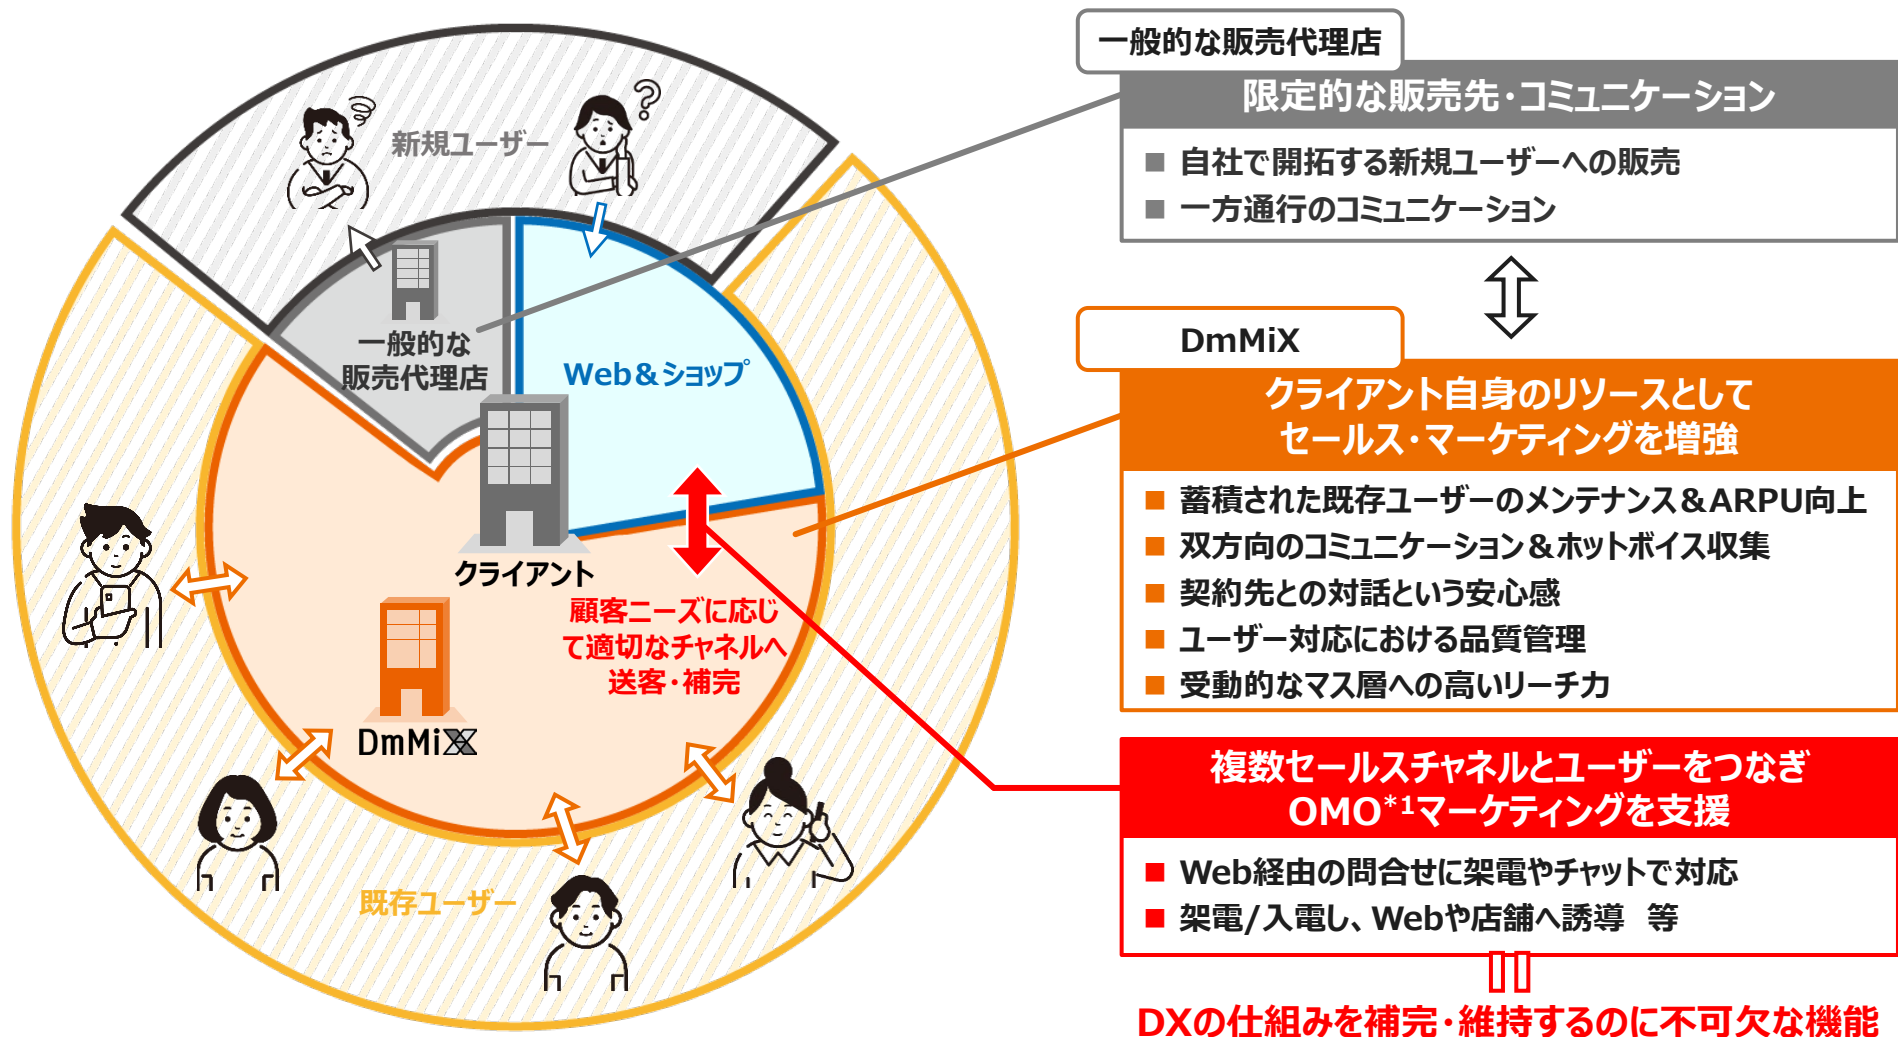 新規ユーザー
一般的な
販売代理店
Web&ショップ
クライアント
顧客ニーズに応じ
て適切なチャネルへ
送客・補完
DmMiX
既存ユーザー
一般的な販売代理店
限定的な販売先・コミュニケーション
■ 自社で開拓する新規ユーザーへの販売
■ 一方通行のコミュニケーション
DmMiX
クライアント自身のリソースとして
セールス・マーケティングを増強
■ 蓄積された既存ユーザーのメンテナンス&ARPU向上
■ 双方向のコミュニケーション&ホットボイス収集
■ 契約先との対話という安心感
■ ユーザー対応における品質管理
■ 受動的なマス層への高いリーチ力
複数セールスチャネルとユーザーをつなぎ
OMO*1マーケティングを支援
■ Web経由の問合せに架電やチャットで対応
■ 架電/入電し、Webや店舗へ誘導 等
DXの仕組みを補完・維持するのに不可欠な機能